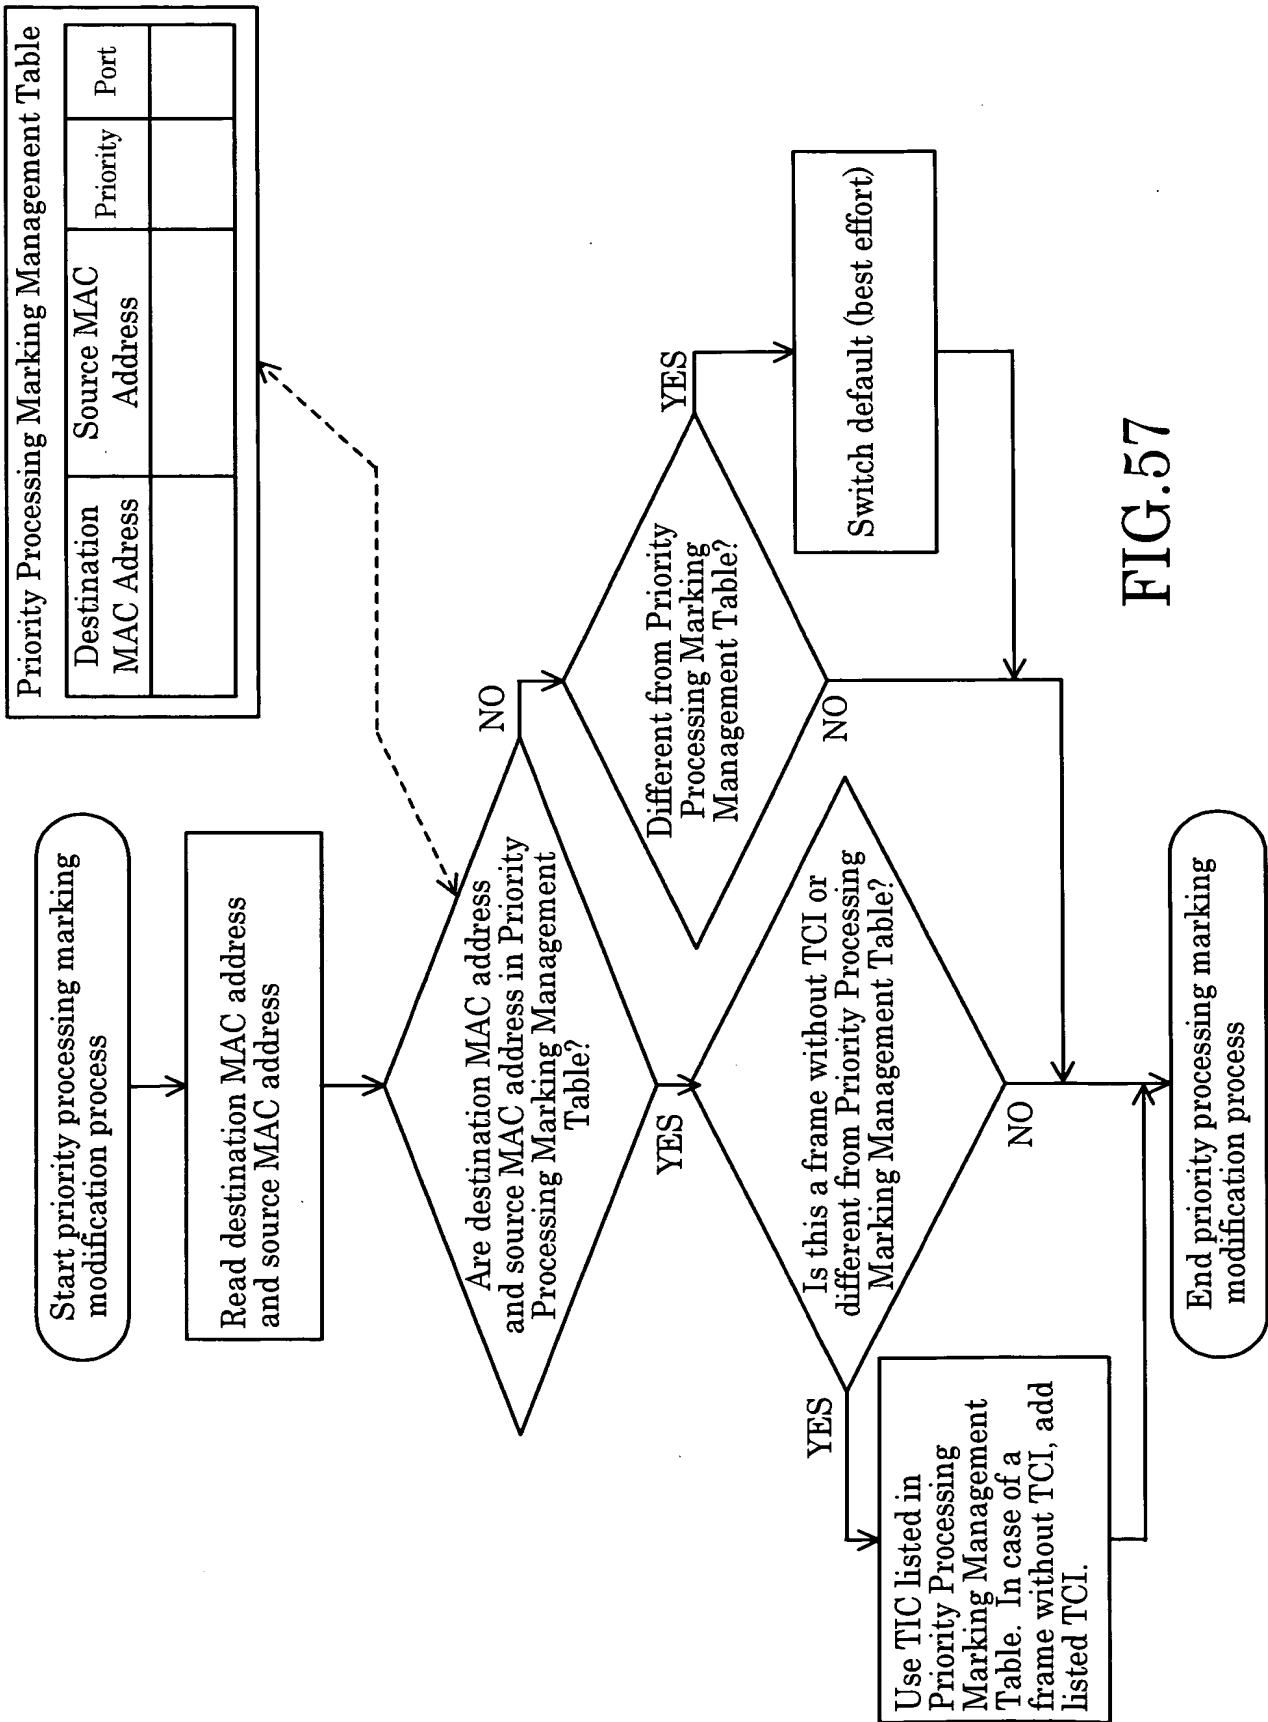 Priority Processing Marking Management Table
Destination
MAC Adress
Source MAC
Address
Priority
Port
Start priority processing marking
modification process
Read destination MAC address
and source MAC address
Are destination MAC address
and source MAC address in Priority
Processing Marking Management
Table?
NO
YES
Different from Priority
Processing Marking
Management Table?
YES
NO
Switch default (best effort)
Is this a frame without TCI or
different from Priority Processing
Marking Management Table?
YES
NO
Use TIC listed in
Priority Processing
Marking Management
Table. In case of a
frame without TCI, add
listed TCI.
End priority processing marking
modification process
FIG.57